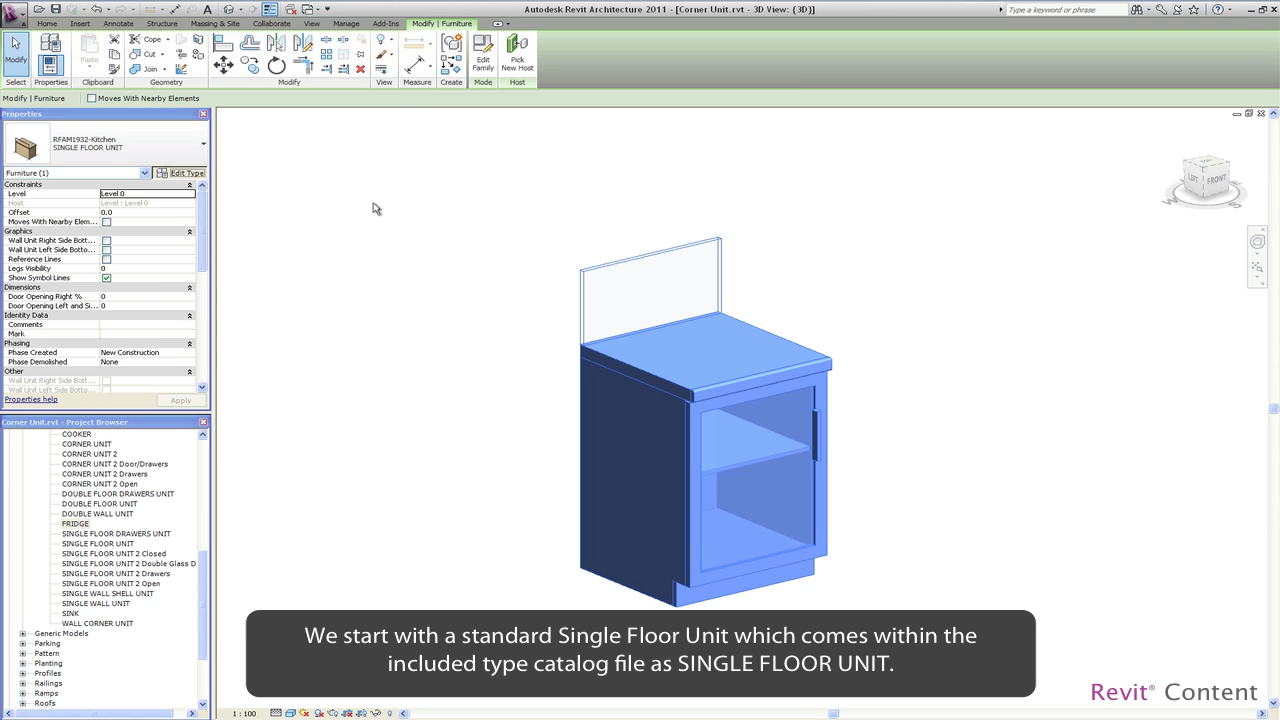 Autodesk Revit Architecture 2011 - [Corner Unit.rvt - 3D View: {3D}]
Type a keyword or phrase
Home Insert Annotate Structure Massing & Site Collaborate View Manage Add-Ins Modify | Furniture
Modify
Paste
Cope
Cut
Join
Edit
Family
Pick
New Host
Select Properties Clipboard Geometry Modify View Measure Create Mode Host
Modify | Furniture Moves With Nearby Elements
Properties
RFAM1932-Kitchen
SINGLE FLOOR UNIT
Furniture (1) Edit Type
Constraints
Level Level 0
Host Level : Level 0
Offset 0.0
Moves With Nearby Elem...
Graphics
Wall Unit Right Side Bott...
Wall Unit Left Side Botto...
Reference Lines
Legs Visibility 0
Show Symbol Lines
Dimensions
Door Opening Right % 0
Door Opening Left and Si... 0
Identity Data
Comments
Mark
Phasing
Phase Created New Construction
Phase Demolished None
Other
Wall Unit Right Side Bott...
Wall Unit Left Side Botto...
Properties help Apply
Corner Unit.rvt - Project Browser
COOKER
CORNER UNIT
CORNER UNIT 2
CORNER UNIT 2 Door/Drawers
CORNER UNIT 2 Drawers
CORNER UNIT 2 Open
DOUBLE FLOOR DRAWERS UNIT
DOUBLE FLOOR UNIT
DOUBLE WALL UNIT
FRIDGE
SINGLE FLOOR DRAWERS UNIT
SINGLE FLOOR UNIT
SINGLE FLOOR UNIT 2 Closed
SINGLE FLOOR UNIT 2 Double Glass D
SINGLE FLOOR UNIT 2 Drawers
SINGLE FLOOR UNIT 2 Open
SINGLE WALL SHELL UNIT
SINGLE WALL UNIT
SINK
WALL CORNER UNIT
Generic Models
Parking
Pattern
Planting
Profiles
Railings
Ramps
Roofs
LEFT FRONT
W S
We start with a standard Single Floor Unit which comes within the
included type catalog file as SINGLE FLOOR UNIT.
1 : 100
Revit® Content